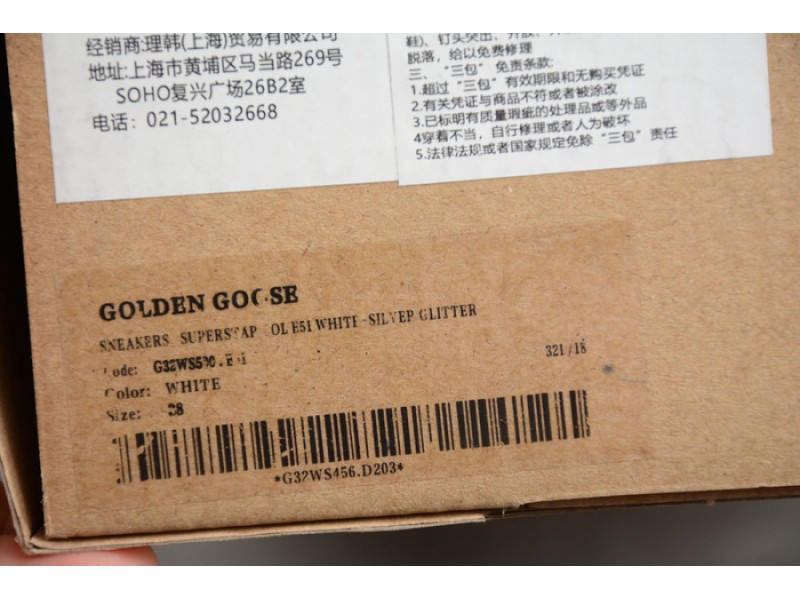 经销商:理韩(上海)贸易有限公司
地址:上海市黄埔区马当路269号
SOHO复兴广场26B2室
电话：021-52032668
脱落，给以免费修理
三、“三包” 免责条款:
1.超过“三包”有效期限和无购买凭证
2.有关凭证与商品不符或者被涂改
3.已标明有质量瑕疵的处理品或等外品
4穿着不当，自行修理或者人为破坏
5.法律法规或者国家规定免除“三包”责任
GOLDEN GOOSE
SNEAKERS E51 WHITE-SILVER GLITTER
Code:
321/18
Color: WHITE
Size: 38
*G32WS456.D203*